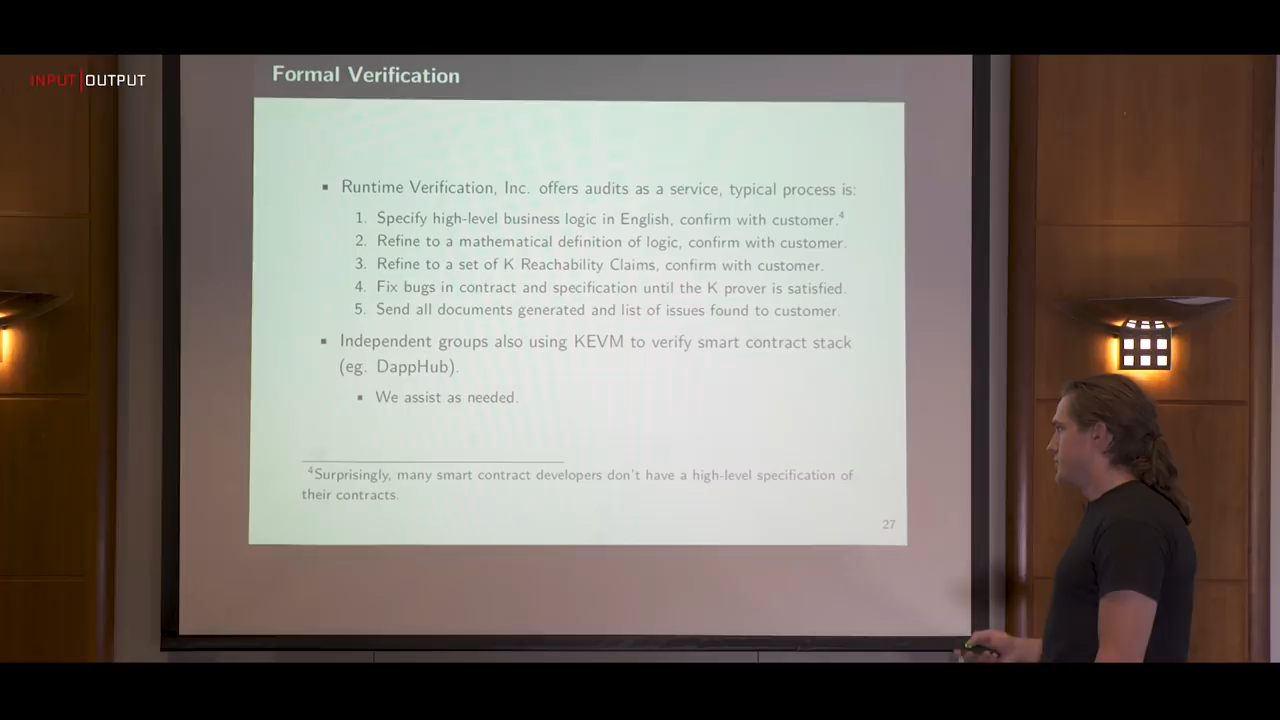 INPUT|OUTPUT
Formal Verification
▪ Runtime Verification, Inc. offers audits as a service, typical process is:
1. Specify high-level business logic in English, confirm with customer.⁴
2. Refine to a mathematical definition of logic, confirm with customer.
3. Refine to a set of K Reachability Claims, confirm with customer.
4. Fix bugs in contract and specification until the K prover is satisfied.
5. Send all documents generated and list of issues found to customer.
▪ Independent groups also using KEVM to verify smart contract stack
(eg. DappHub).
▪ We assist as needed.
⁴Surprisingly, many smart contract developers don't have a high-level specification of
their contracts.
27